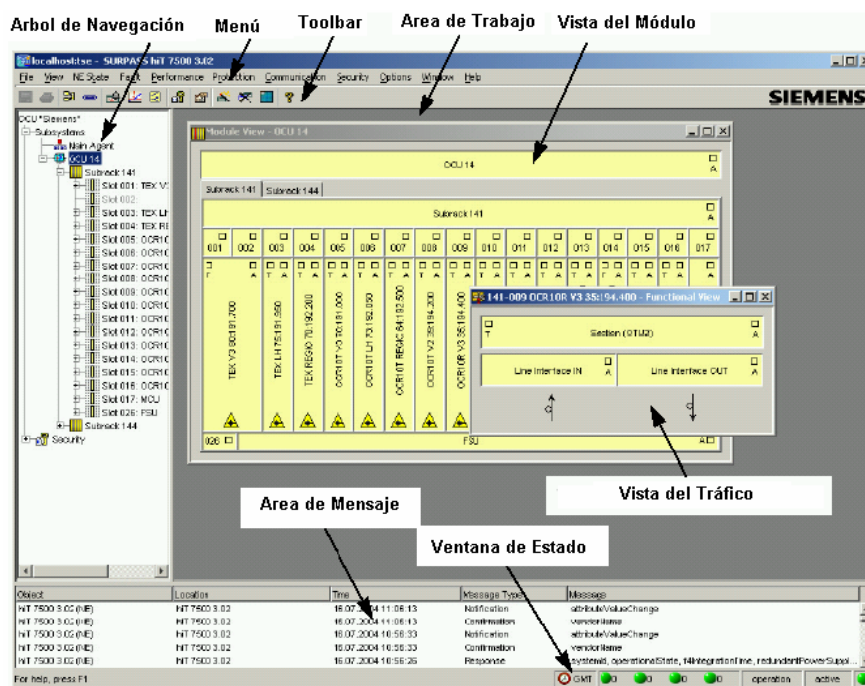 Arbol de Navegación
Menú
Toolbar
Area de Trabajo
Vista del Módulo
localhost:tse - SURPASS hiT 7500 3.02
File View NE State Fault Performance Protection Communication Security Options Window Help
SIEMENS
OCU "Siemens"
Subsystems
Main Agent
OCU 14
Subrack 141
Slot 001: TEX V3
Slot 002:
Slot 003: TEX LH
Slot 004: TEX RE
Slot 005: OCR10
Slot 006: OCR10
Slot 007: OCR10
Slot 008: OCR10
Slot 009: OCR10
Slot 010: OCR10
Slot 011: OCR10
Slot 012: OCR10
Slot 013: OCR10
Slot 014: OCR10
Slot 015: OCR10
Slot 016: OCR10
Slot 017: MCU
Slot 026: FSU
Subrack 144
Security
Module View - OCU 14
OCU 14
A
Subrack 141 Subrack 144
Subrack 141
A
001 002 003 004 005 006 007 008 009 010 011 012 013 014 015 016 017
T A T A T A T A T A T A T A T A T A T A T A T A T A T A T A A
TEX V3 80:191.700
TEX LH 75:191.950
TEX REGIO 70:192.200
OCR10T LH 73:192.050
OCR10T REGIO 64:192.500
OCR10T V2 35:194.200
OCR10R V3 35:194.400
026 FSU A
141-009 OCR10R V3 35:194.400 - Functional View
T Section (OTU2) A
Line Interface IN A Line Interface OUT A
Vista del Tráfico
Area de Mensaje
Ventana de Estado
Object Location Time Message Type Message
hiT 7500 3.02 (NE) hiT 7500 3.02 16.07.2004 11:06:13 Notification attributeValueChange
hiT 7500 3.02 (NE) hiT 7500 3.02 16.07.2004 11:06:13 Confirmation vendorName
hiT 7500 3.02 (NE) hiT 7500 3.02 16.07.2004 10:56:33 Notification attributeValueChange
hiT 7500 3.02 (NE) hiT 7500 3.02 16.07.2004 10:56:33 Confirmation vendorName
hiT 7500 3.02 (NE) hiT 7500 3.02 16.07.2004 10:56:26 Response systemId, operationalState, f4IntegrationTime, redundantPowerSuppl...
For help, press F1
GMT 0 0 0 0 operation active